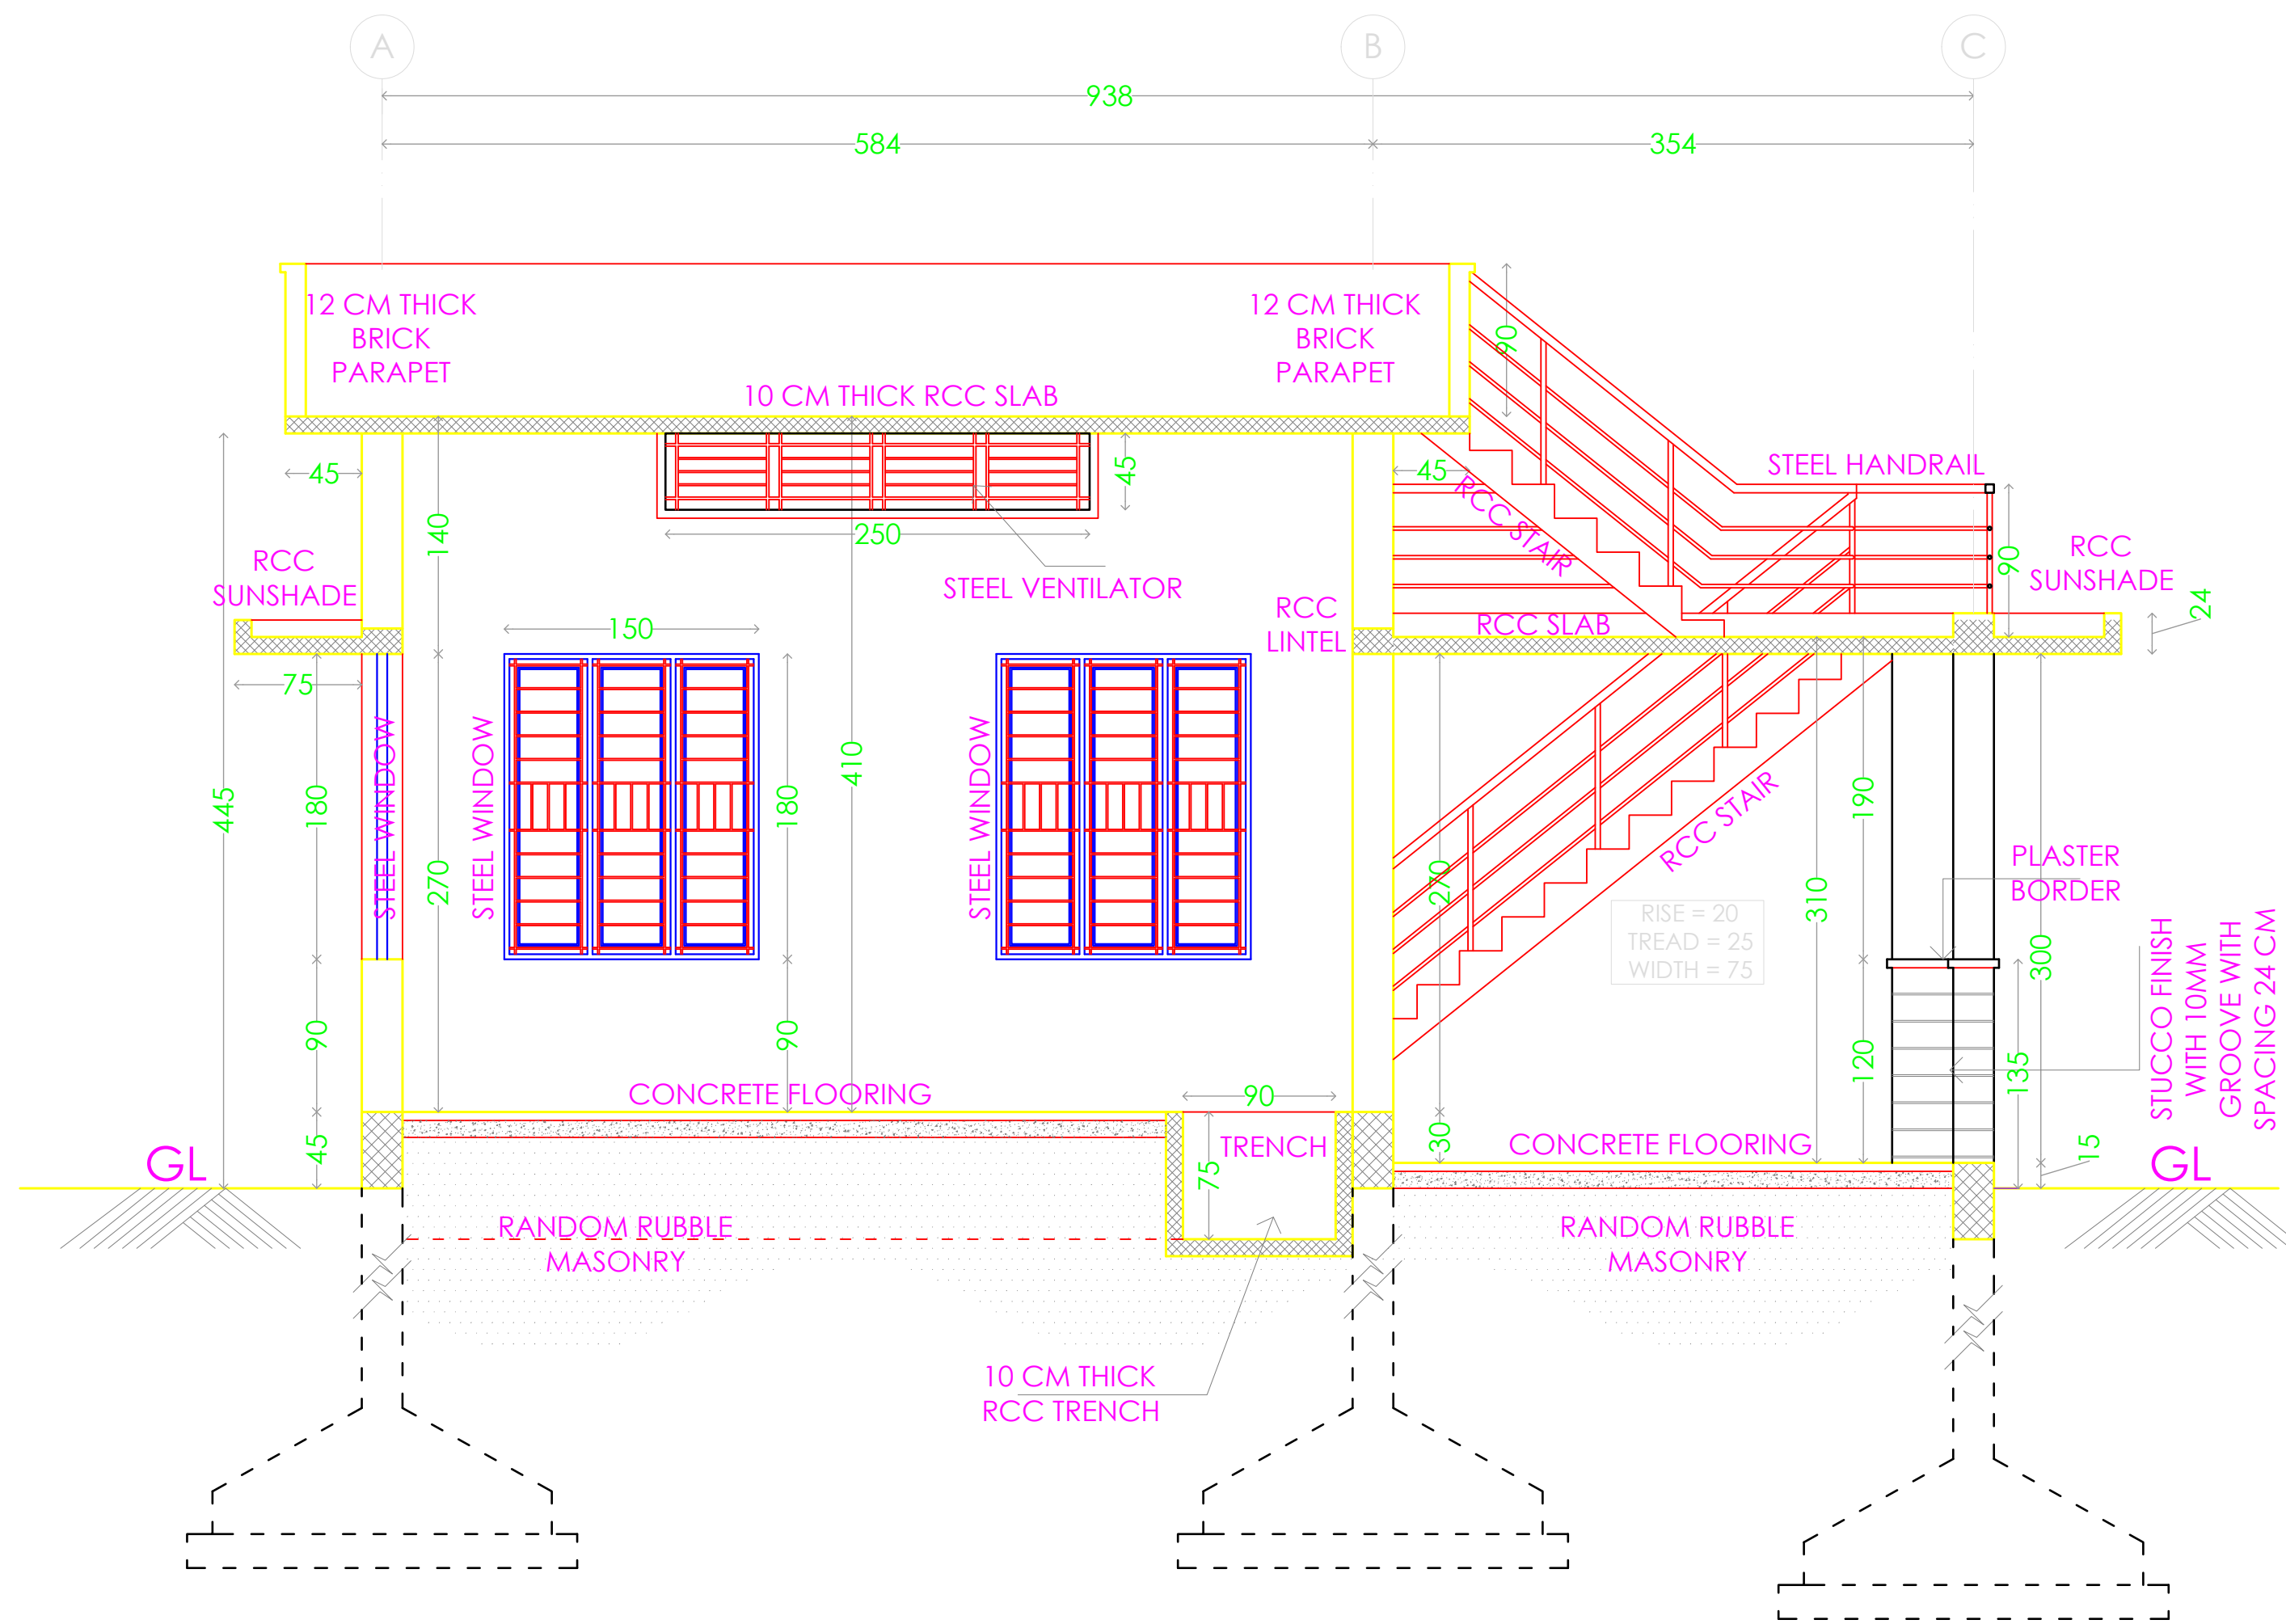 A
B
C
938
584
354
12 CM THICK
BRICK
PARAPET
12 CM THICK
BRICK
PARAPET
90
10 CM THICK RCC SLAB
45
45
45
STEEL HANDRAIL
RCC STAIR
140
250
STEEL VENTILATOR
RCC
SUNSHADE
90
RCC
SUNSHADE
24
RCC
LINTEL
RCC SLAB
150
75
STEEL WINDOW
STEEL WINDOW
STEEL WINDOW
445
180
270
180
410
270
RCC STAIR
310
190
PLASTER
BORDER
RISE = 20
TREAD = 25
WIDTH = 75
300
STUCCO FINISH
WITH 10MM
GROOVE WITH
SPACING 24 CM
90
90
120
135
CONCRETE FLOORING
90
45
TRENCH
75
30
CONCRETE FLOORING
15
GL
GL
RANDOM RUBBLE
MASONRY
RANDOM RUBBLE
MASONRY
10 CM THICK
RCC TRENCH